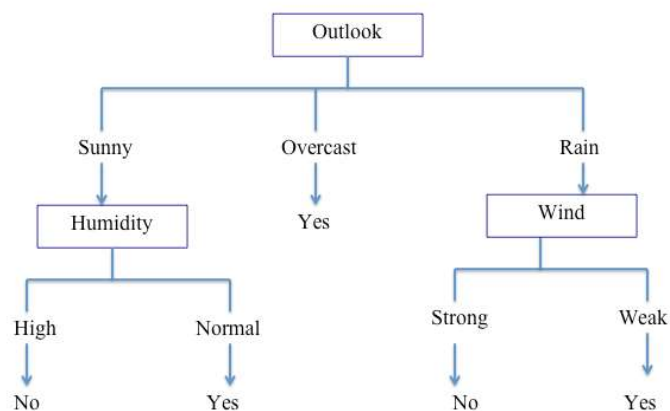 Outlook
Sunny Overcast Rain
Humidity Yes Wind
High Normal Strong Weak
No Yes No Yes